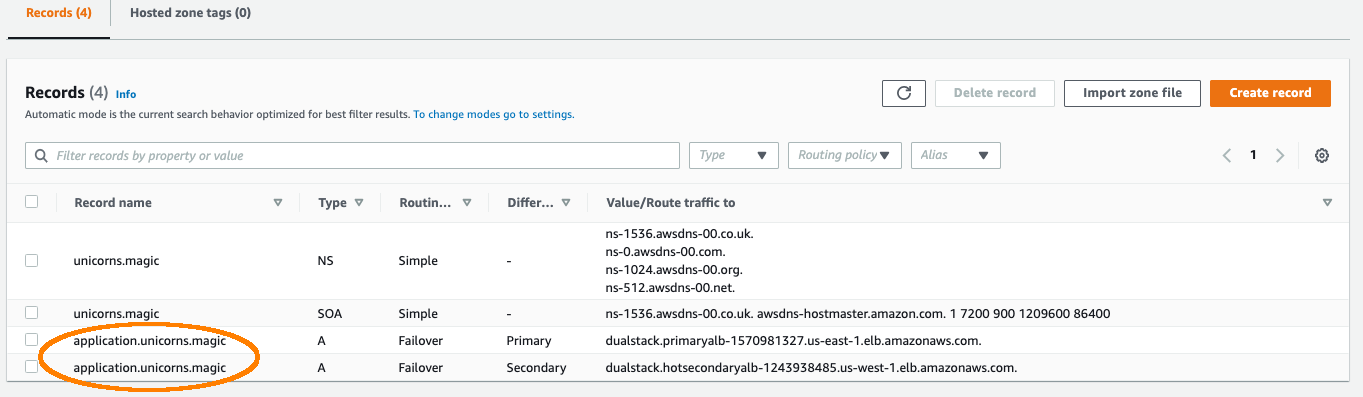 Records (4) Hosted zone tags (0)
Records (4) Info
Delete record Import zone file Create record
Automatic mode is the current search behavior optimized for best filter results. To change modes go to settings.
Filter records by property or value Type Routing policy Alias 1
Record name Type Routin... Differ... Value/Route traffic to
unicorns.magic NS Simple - ns-1536.awsdns-00.co.uk.
ns-0.awsdns-00.com.
ns-1024.awsdns-00.org.
ns-512.awsdns-00.net.
unicorns.magic SOA Simple - ns-1536.awsdns-00.co.uk. awsdns-hostmaster.amazon.com. 1 7200 900 1209600 86400
application.unicorns.magic A Failover Primary dualstack.primaryalb-1570981327.us-east-1.elb.amazonaws.com.
application.unicorns.magic A Failover Secondary dualstack.hotsecondaryalb-1243938485.us-west-1.elb.amazonaws.com.